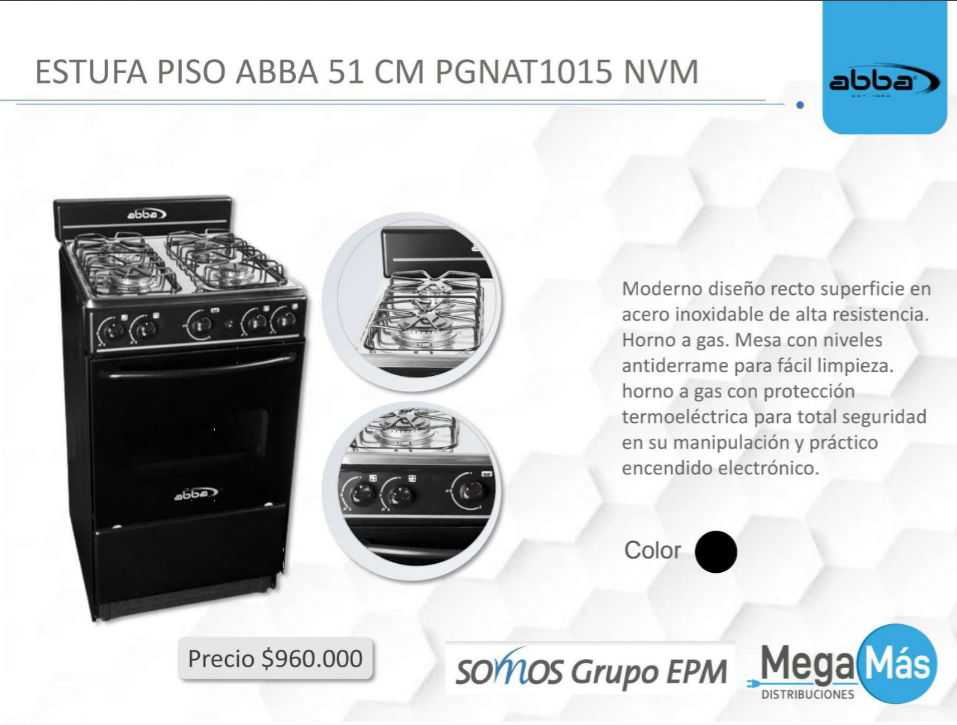 ESTUFA PISO ABBA 51 CM PGNAT1015 NVM
abba
abba
abba
Moderno diseño recto superficie en
acero inoxidable de alta resistencia.
Horno a gas. Mesa con niveles
antiderrame para fácil limpieza.
horno a gas con protección
termoeléctrica para total seguridad
en su manipulación y práctico
encendido electrónico.
Color
Precio $960.000
somos Grupo EPM
Mega Más
DISTRIBUCIONES